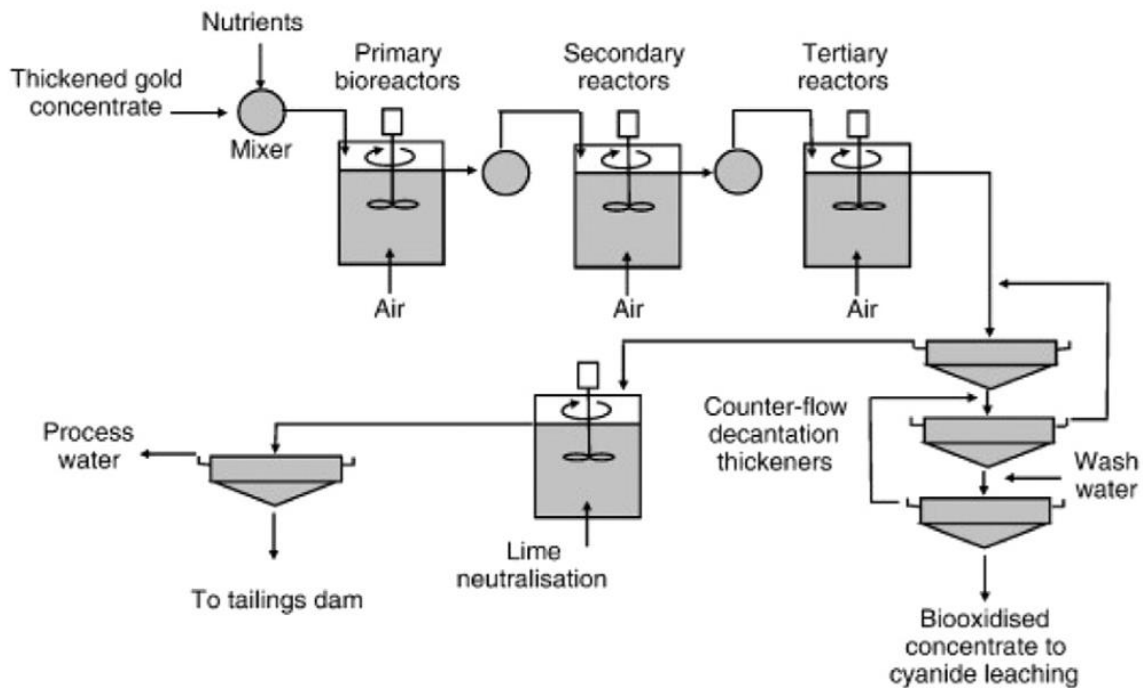 Nutrients
Thickened gold
concentrate
Mixer
Primary
bioreactors
Secondary
reactors
Tertiary
reactors
Air
Air
Air
Counter-flow
decantation
thickeners
Wash
water
Process
water
Lime
neutralisation
To tailings dam
Biooxidised
concentrate to
cyanide leaching